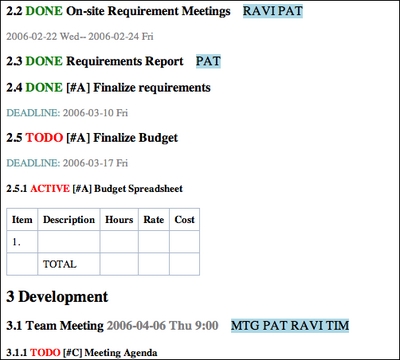 2.2 DONE On-site Requirement Meetings RAVI PAT
2006-02-22 Wed-- 2006-02-24 Fri
2.3 DONE Requirements Report PAT
2.4 DONE [#A] Finalize requirements
DEADLINE: 2006-03-10 Fri
2.5 TODO [#A] Finalize Budget
DEADLINE: 2006-03-17 Fri
2.5.1 ACTIVE [#A] Budget Spreadsheet
Item Description Hours Rate Cost
1.
TOTAL
3 Development
3.1 Team Meeting 2006-04-06 Thu 9:00 MTG PAT RAVI TIM
3.1.1 TODO [#C] Meeting Agenda